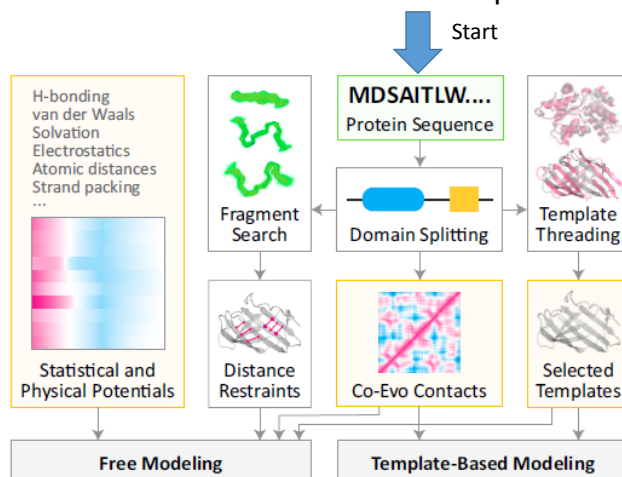 Start
H-bonding
van der Waals
Solvation
Electrostatics
Atomic distances
Strand packing
...
Statistical and
Physical Potentials
Fragment
Search
MDSAITLW....
Protein Sequence
Domain Splitting
Template
Threading
Distance
Restraints
Co-Evo Contacts
Selected
Templates
Free Modeling
Template-Based Modeling